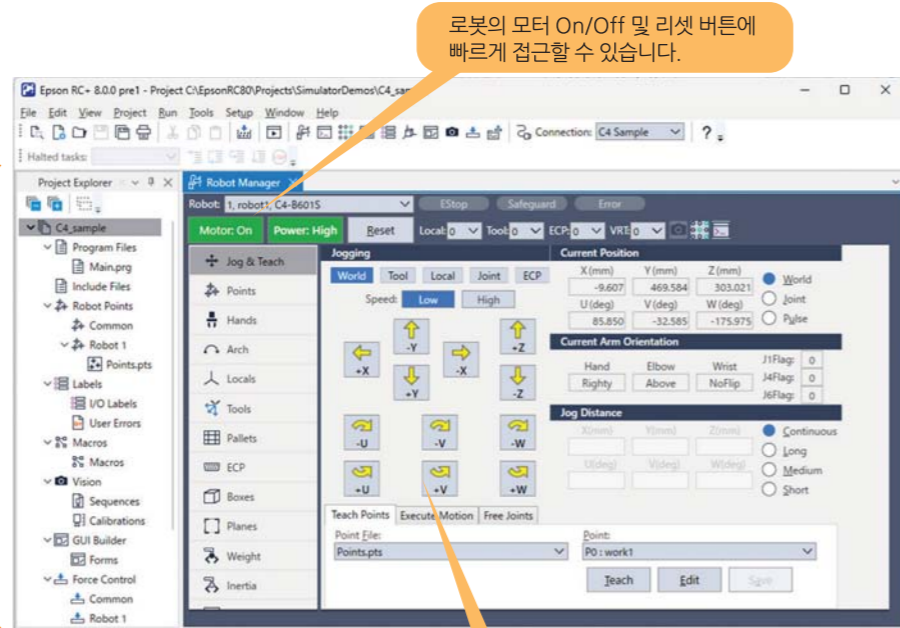 로봇의 모터 On/Off 및 리셋 버튼에
빠르게 접근할 수 있습니다.
Epson RC+ 8.0.0 pre1 - Project C:\EpsonRC80\Projects\SimulatorDemos\C4_sam
File Edit View Project Run Tools Setup Window Help
Connection: C4 Sample ?
Halted tasks:
Project Explorer
Robot Manager
Robot: 1, robot1, C4-B601S EStop Safeguard Error
Motor: On Power: High Reset Local: 0 Tool: 0 ECP: 0 VRT: 0
C4_sample
Program Files
Main.prg
Include Files
Robot Points
Common
Robot 1
Points.pts
Labels
I/O Labels
User Errors
Macros
Macros
Vision
Sequences
Calibrations
GUI Builder
Forms
Force Control
Common
Robot 1
Jog & Teach
Points
Hands
Arch
Locals
Tools
Pallets
ECP
Boxes
Planes
Weight
Inertia
Jogging
World Tool Local Joint ECP
Speed: Low High
-Y +Z
+X -X
+Y -Z
-U -V -W
+U +V +W
Current Position
X (mm) Y (mm) Z (mm)
-9.607 469.584 303.021
U (deg) V (deg) W (deg)
85.850 -32.585 -175.975
World
Joint
Pulse
Current Arm Orientation
Hand Elbow Wrist
Righty Above NoFlip
J1Flag: 0
J4Flag: 0
J6Flag: 0
Jog Distance
X(mm) Y(mm) Z(mm)
U(deg) V(deg) W(deg)
Continuous
Long
Medium
Short
Teach Points Execute Motion Free Joints
Point File: Point:
Points.pts P0 : work1
Teach Edit Save